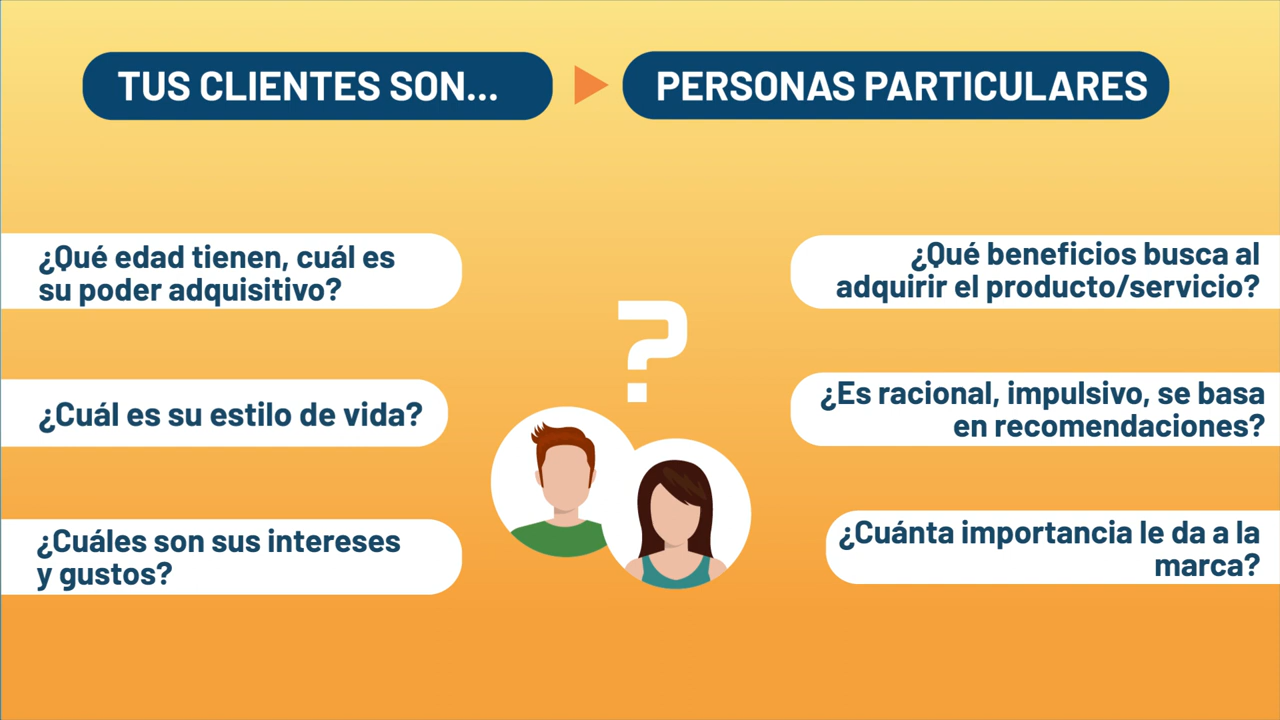 TUS CLIENTES SON...
PERSONAS PARTICULARES
¿Qué edad tienen, cuál es
su poder adquisitivo?
¿Cuál es su estilo de vida?
¿Cuáles son sus intereses
y gustos?
?
¿Qué beneficios busca al
adquirir el producto/servicio?
¿Es racional, impulsivo, se basa
en recomendaciones?
¿Cuánta importancia le da a la
marca?